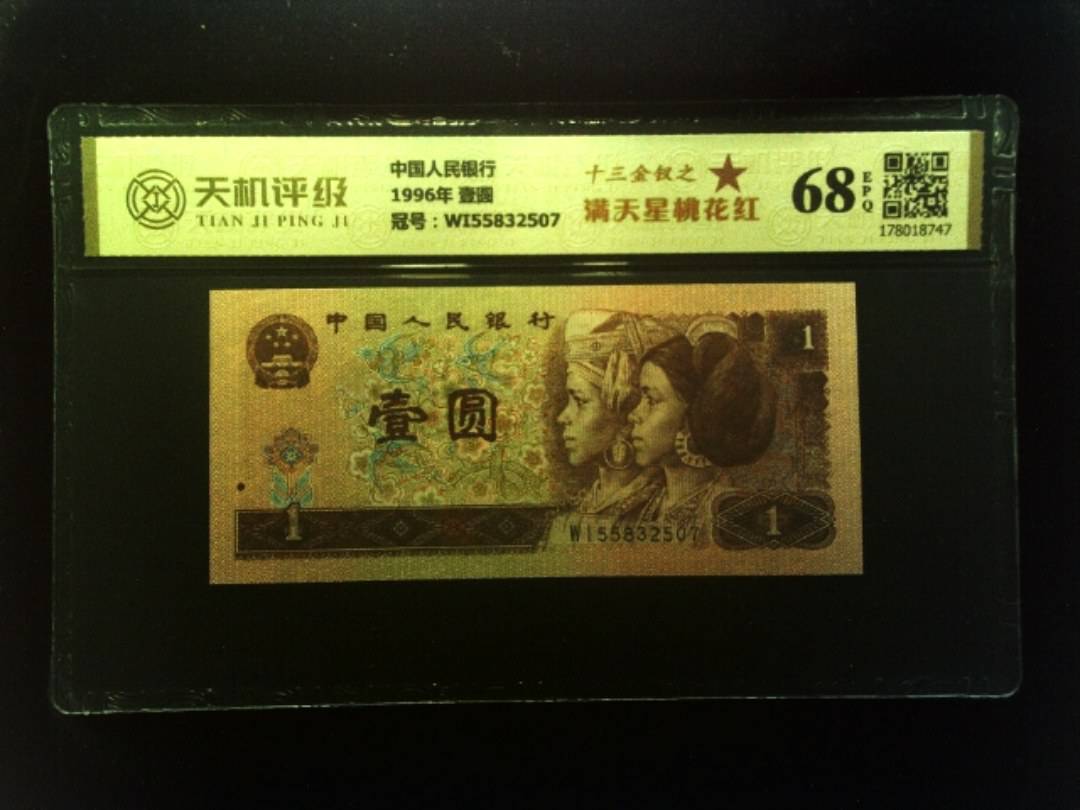 天机评级
TIAN JI PING JI
中国人民银行
1996年 壹圆
冠号：WI55832507
十三金钗之
满天星桃花红
68
EPQ
178018747
中国人民银行
壹圆
1
1
WI55832507
1